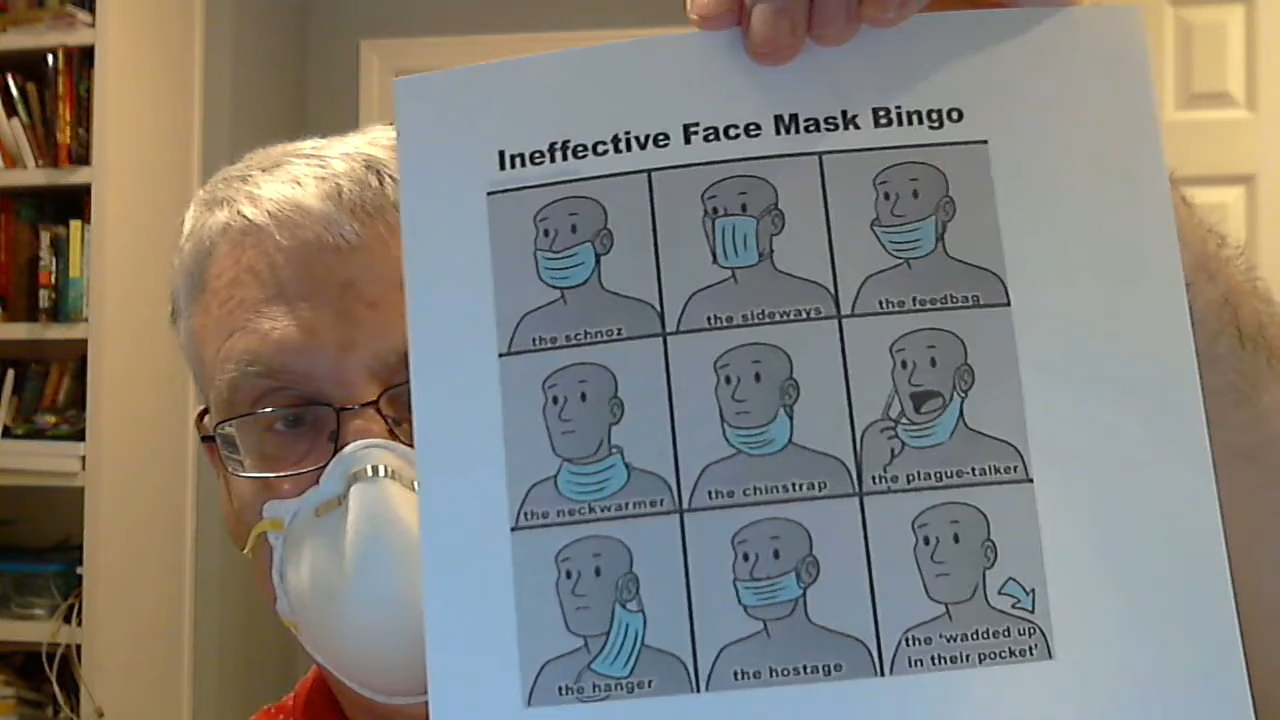 Ineffective Face Mask Bingo
the schnoz
the sideways
the feedbag
the neckwarmer
the chinstrap
the plague-talker
the hanger
the hostage
the 'wadded up
in their pocket'